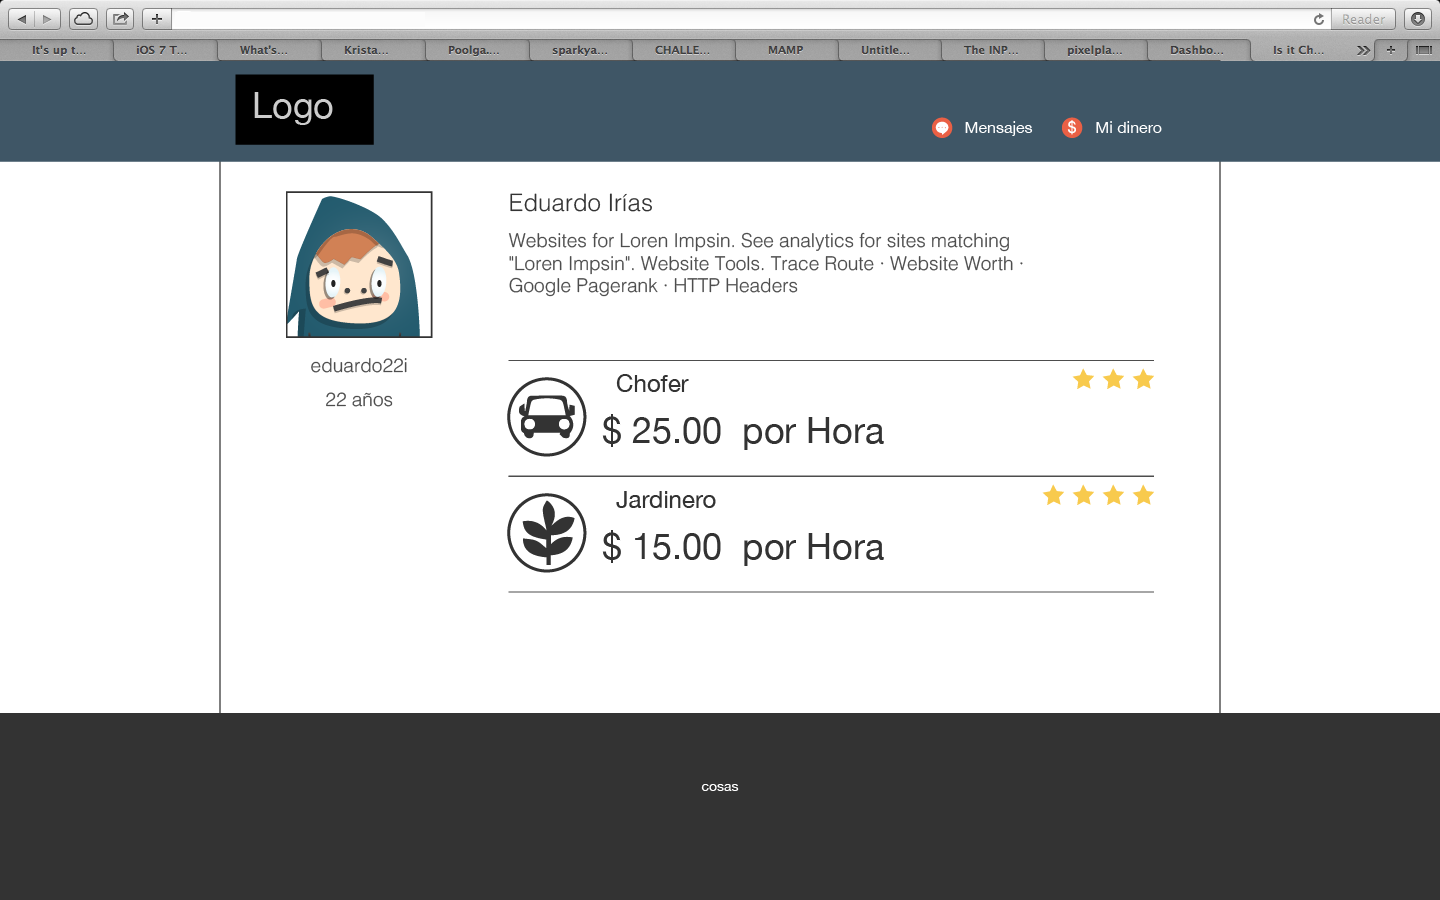 Reader
It's up t...
iOS 7 T...
What's...
Krista...
Poolga....
sparkya...
CHALLE...
MAMP
Untitle...
The INP...
pixelpla...
Dashbo...
Is it Ch...
Logo
Mensajes
$
Mi dinero
Eduardo Irías
Websites for Loren Impsin. See analytics for sites matching
"Loren Impsin". Website Tools. Trace Route · Website Worth ·
Google Pagerank · HTTP Headers
eduardo22i
22 años
Chofer
$ 25.00 por Hora
Jardinero
$ 15.00 por Hora
cosas